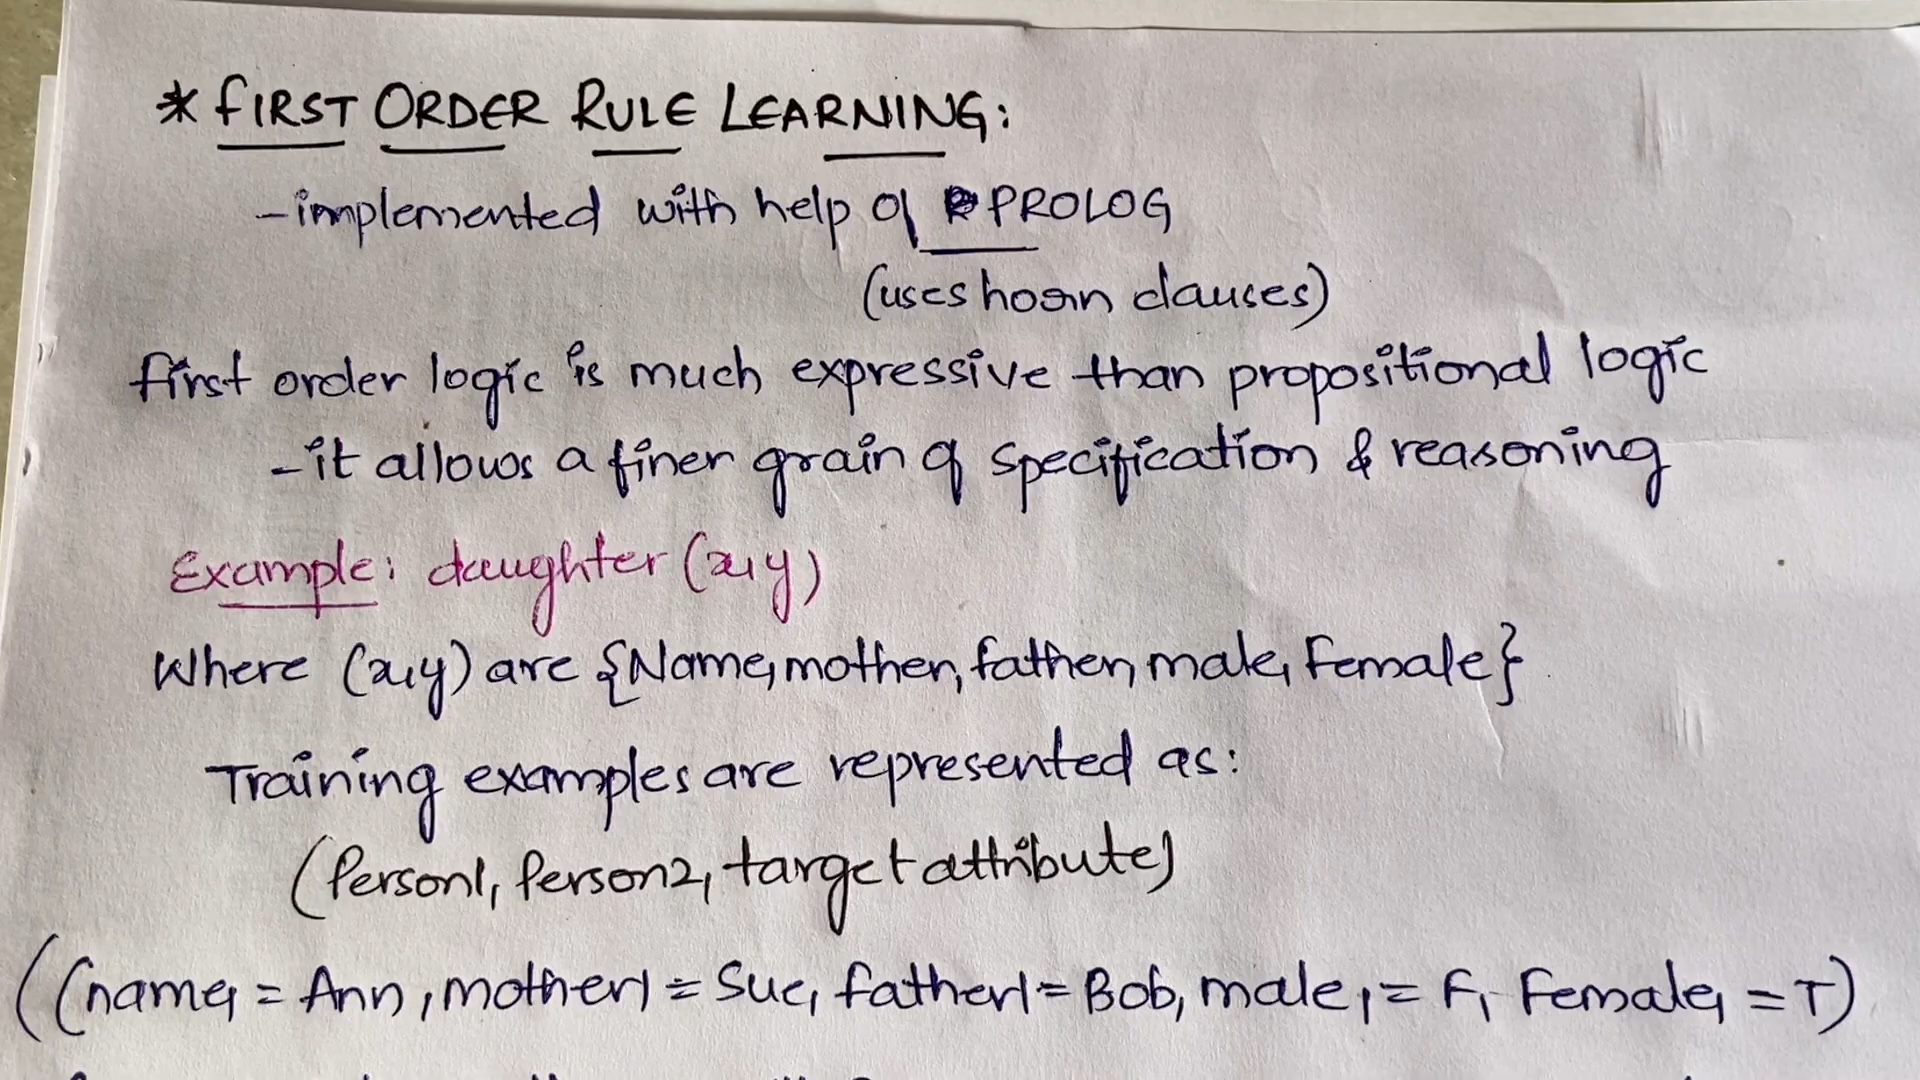 * FIRST ORDER RULE LEARNING:
- implemented with help of PROLOG
(uses horn clauses)
first order logic is much expressive than propositional logic
- it allows a finer grain of specification & reasoning
Example: daughter (x,y)
Where (x,y) are {Name, mother, father, male, Female}
Training examples are represented as:
(Person1, Person2, target attribute)
((name1 = Ann, mother1 = Sue, father1 = Bob, male1 = F, Female1 = T)